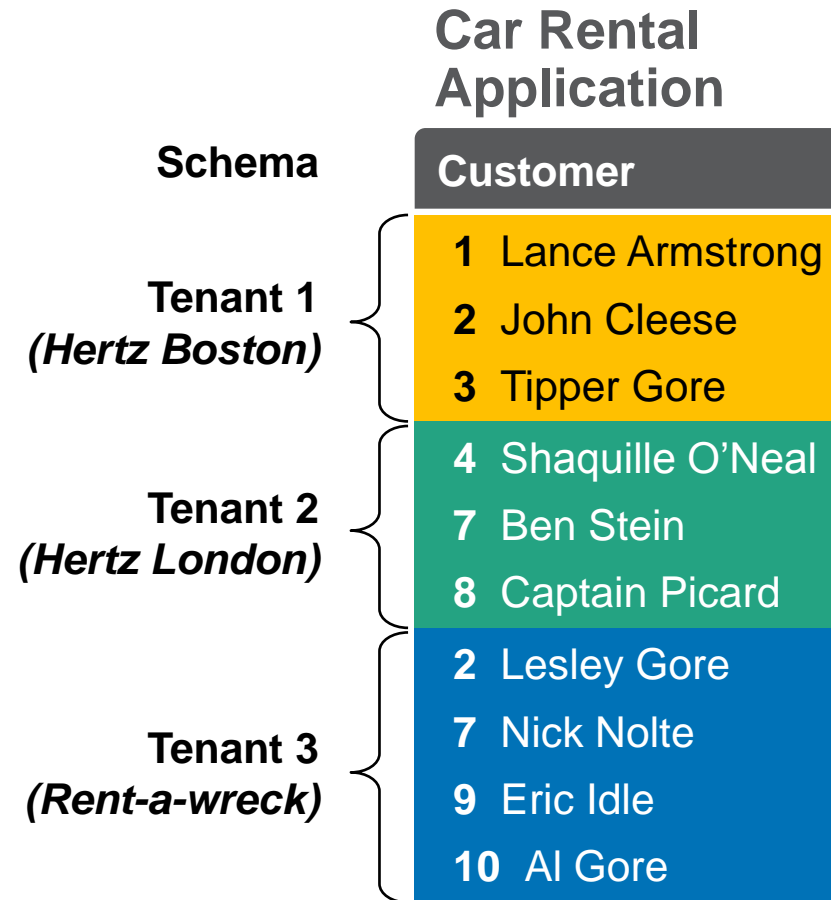 Car Rental
Application
Schema
Customer
Tenant 1
(Hertz Boston)
1 Lance Armstrong
2 John Cleese
3 Tipper Gore
Tenant 2
(Hertz London)
4 Shaquille O’Neal
7 Ben Stein
8 Captain Picard
Tenant 3
(Rent-a-wreck)
2 Lesley Gore
7 Nick Nolte
9 Eric Idle
10 Al Gore